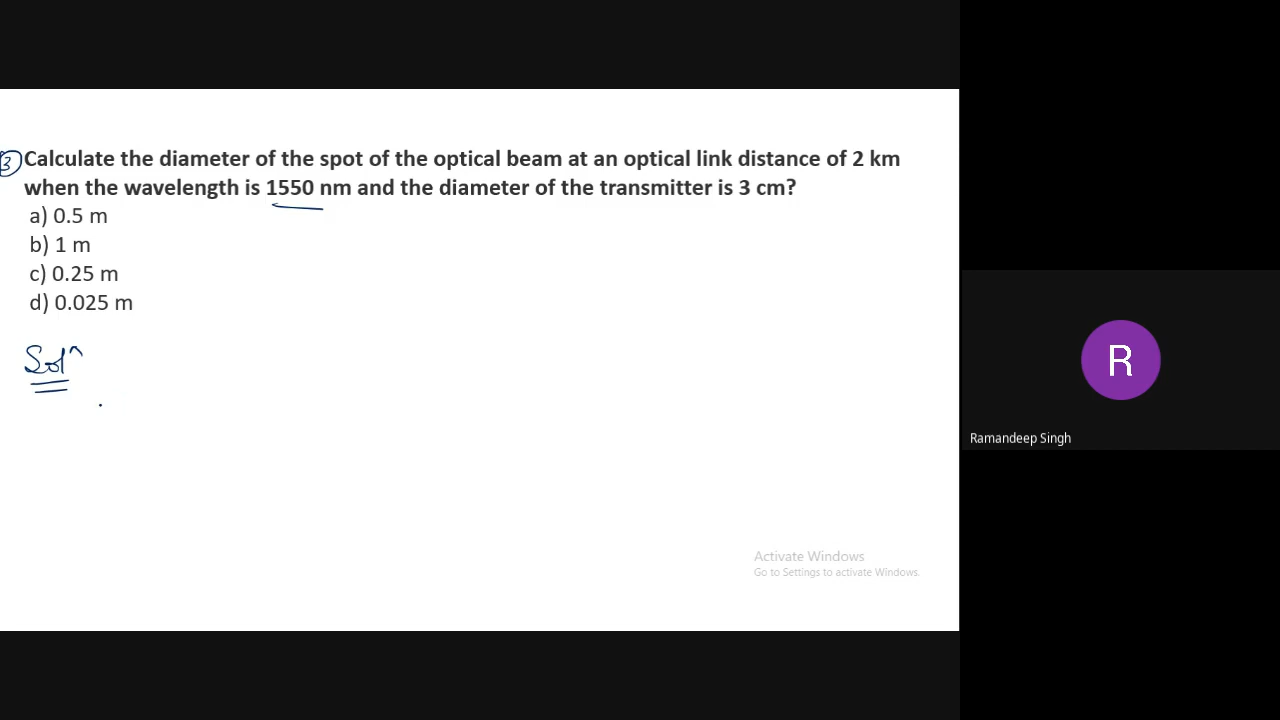 3 Calculate the diameter of the spot of the optical beam at an optical link distance of 2 km
when the wavelength is 1550 nm and the diameter of the transmitter is 3 cm?
a) 0.5 m
b) 1 m
c) 0.25 m
d) 0.025 m
Solⁿ
R
Ramandeep Singh
Activate Windows
Go to Settings to activate Windows.